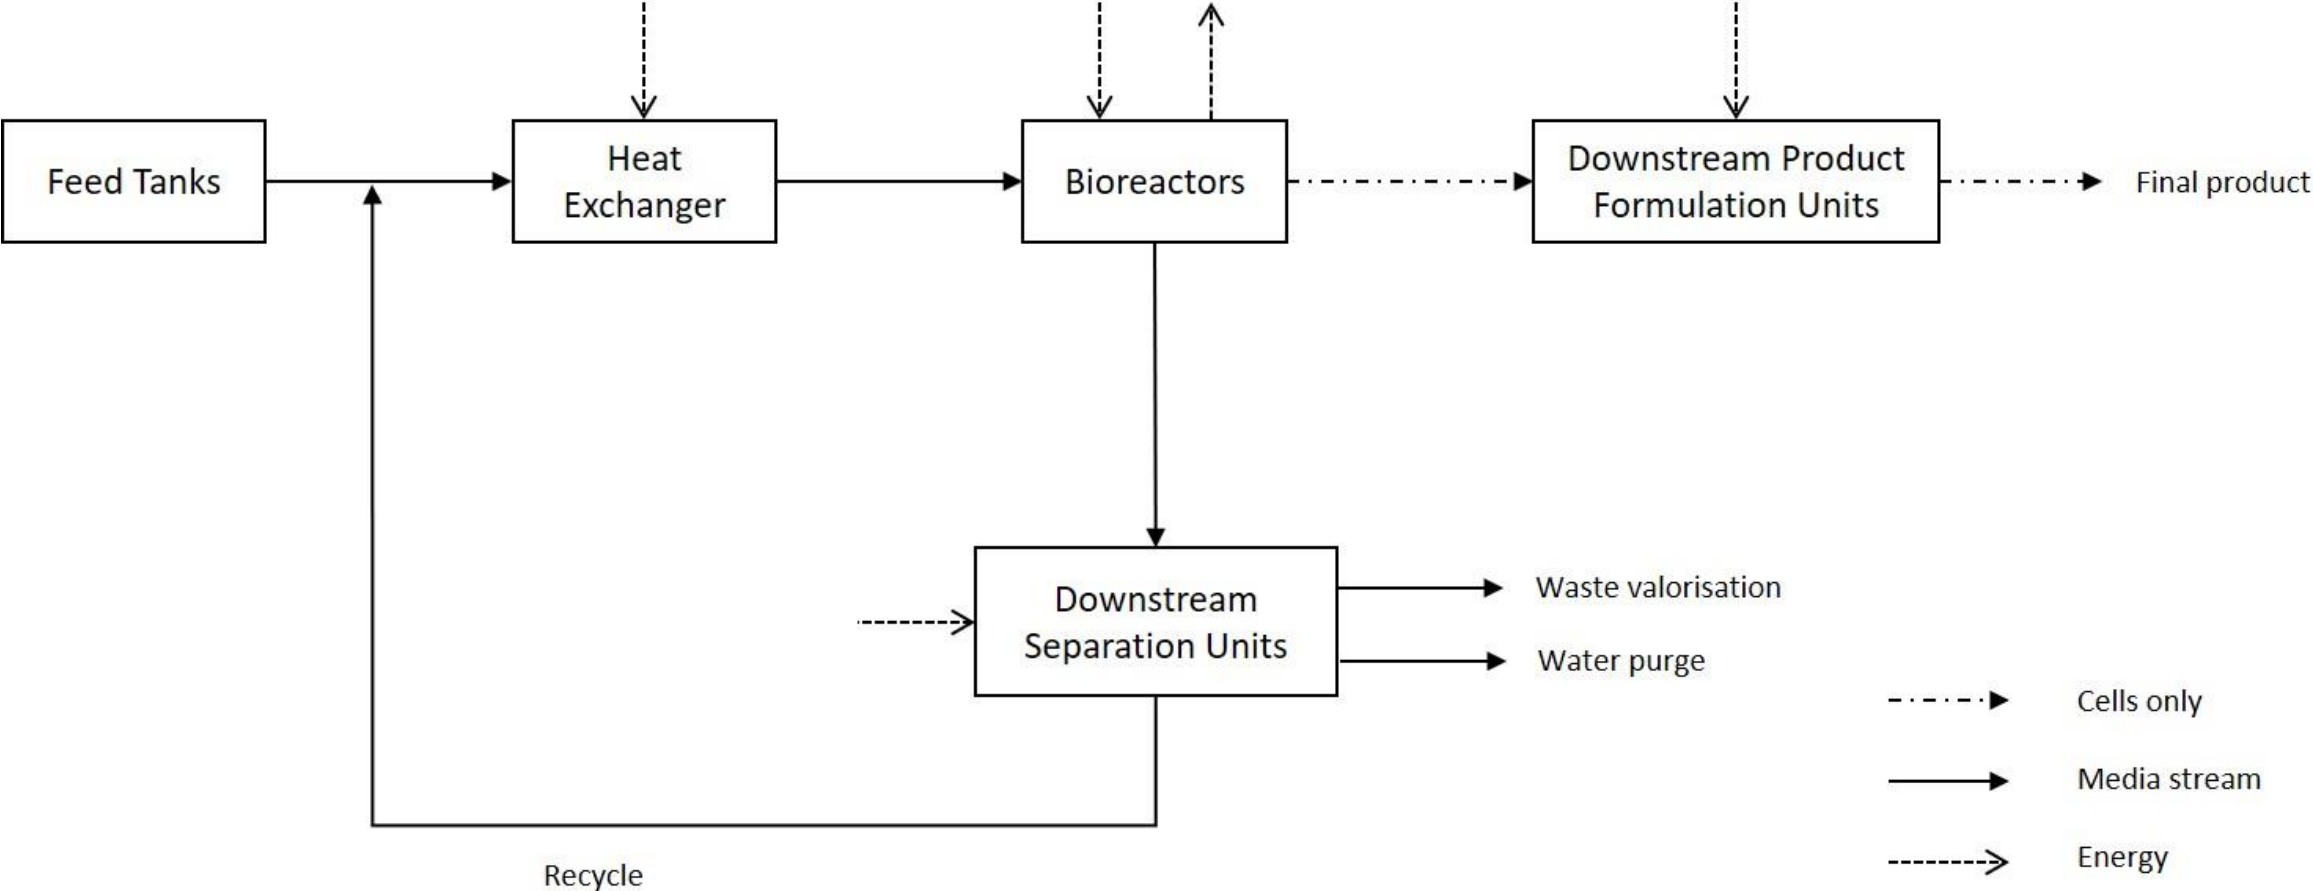 Feed Tanks
Heat
Exchanger
Bioreactors
Downstream Product
Formulation Units
Final product
Downstream
Separation Units
Waste valorisation
Water purge
Cells only
Media stream
Energy
Recycle